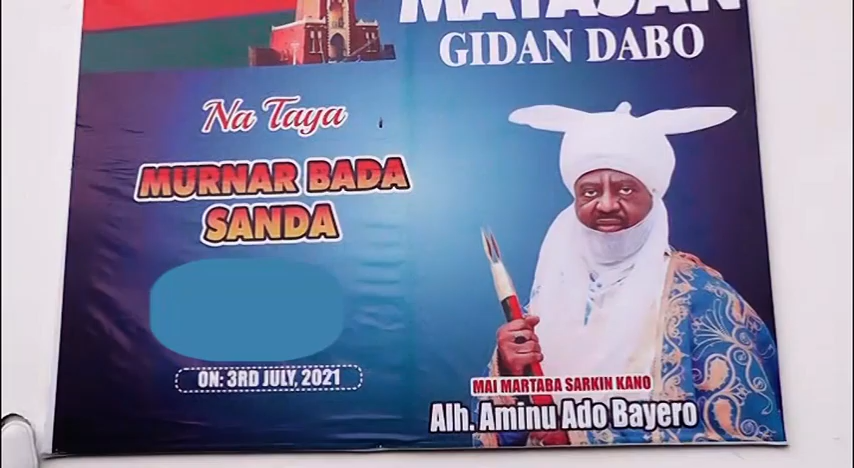 MATASAN
GIDAN DABO
Na Taya
MURNAR BADA
SANDA
ON: 3RD JULY, 2021
MAI MARTABA SARKIN KANO
Alh. Aminu Ado Bayero